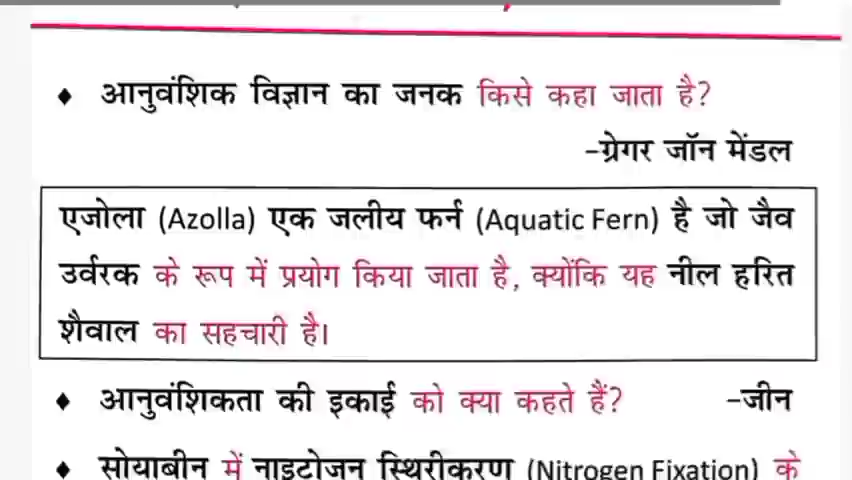 ♦ आनुवंशिक विज्ञान का जनक किसे कहा जाता है?
–ग्रेगर जॉन मेंडल
एजोला (Azolla) एक जलीय फर्न (Aquatic Fern) है जो जैव
उर्वरक के रूप में प्रयोग किया जाता है, क्योंकि यह नील हरित
शैवाल का सहचारी है।
♦ आनुवंशिकता की इकाई को क्या कहते हैं? –जीन
♦ सोयाबीन में नाइट्रोजन स्थिरीकरण (Nitrogen Fixation) के